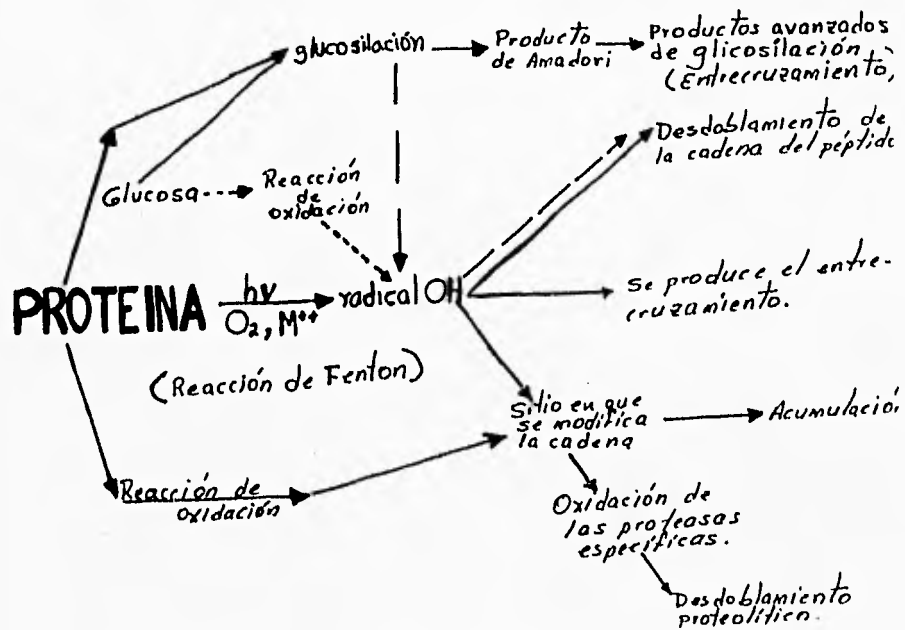 glucosilación
Producto
de Amadori
Productos avanzados
de glicosilación
(Entrecruzamiento,
Desdoblamiento de
la cadena del péptido
Glucosa
Reacción
de
oxidación
PROTEINA
hv
O₂, M⁺⁺
radical OH
(Reacción de Fenton)
Se produce el entre-
cruzamiento.
Sitio en que
se modifica
la cadena
Acumulació
Reacción de
oxidación
Oxidación de
las proteasas
específicas.
Desdoblamiento
proteolítico.